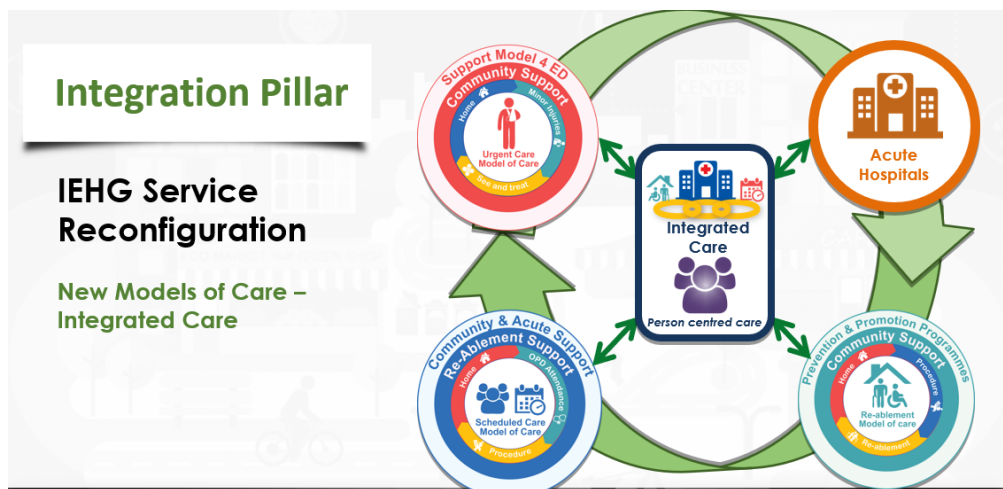 Integration Pillar
IEHG Service
Reconfiguration
New Models of Care –
Integrated Care
Support Model 4 ED
Community Support
Home
Minor Injuries
See and treat
Urgent Care
Model of Care
BUSINESS
CENTER
Acute
Hospitals
Integrated
Care
Person centred care
Community & Acute Support
Re-Ablement Support
Home
OPD Attendance
Procedure
Scheduled Care
Model of Care
Prevention & Promotion Programmes
Community Support
Home
Procedure
Re-ablement
Re-ablement
Model of care